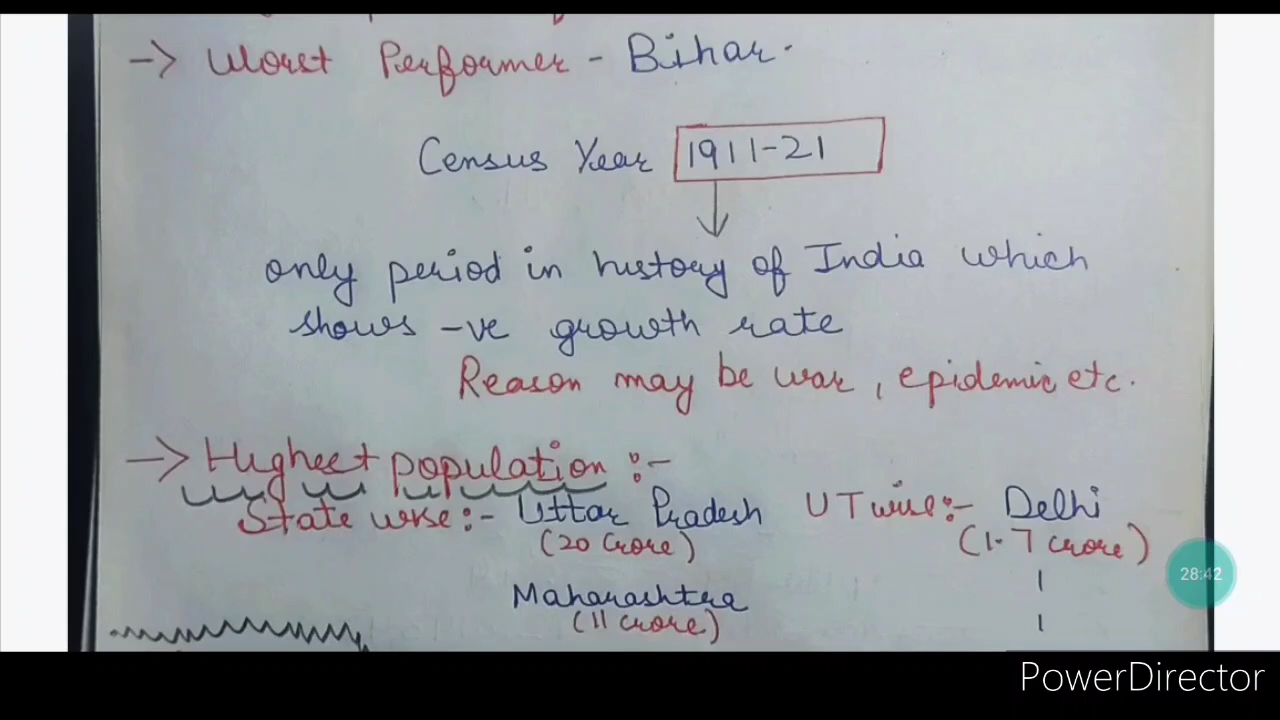 -> Worst Performer - Bihar.
Census Year 1911-21
only period in history of India which
shows -ve growth rate
Reason may be war, epidemic etc.
-> Highest population :-
State wise :- Uttar Pradesh UT wise :- Delhi
(20 crore) (1.7 crore)
28:42
Maharashtra
(11 crore)
PowerDirector